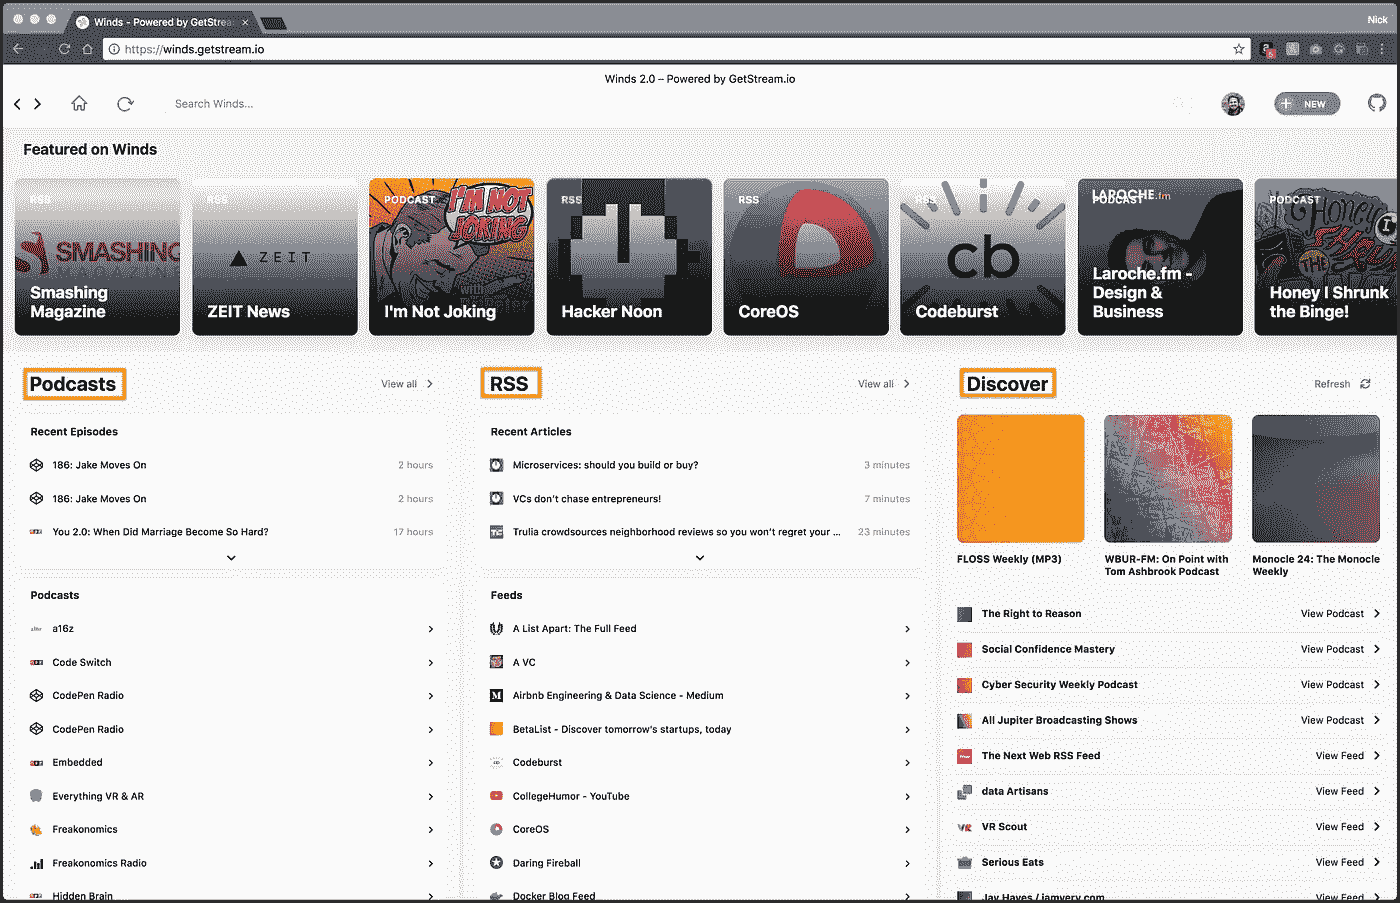 Winds - Powered by GetStrea
Nick
https://winds.getstream.io
Winds 2.0 – Powered by GetStream.io
Search Winds...
NEW
Featured on Winds
RSS
SMASHING
MAGAZINE
Smashing
Magazine
RSS
ZEIT
ZEIT News
PODCAST
I'M NOT
JOKING
I'm Not Joking
RSS
Hacker Noon
RSS
CoreOS
RSS
cb
Codeburst
LAROCHE.fm
PODCAST
Laroche.fm -
Design &
Business
PODCAST
Honey I Shrunk
the Binge!
Podcasts
View all
Recent Episodes
186: Jake Moves On
2 hours
186: Jake Moves On
2 hours
You 2.0: When Did Marriage Become So Hard?
17 hours
Podcasts
a16z
Code Switch
CodePen Radio
CodePen Radio
Embedded
Everything VR & AR
Freakonomics
Freakonomics Radio
Hidden Brain
RSS
View all
Recent Articles
Microservices: should you build or buy?
3 minutes
VCs don't chase entrepreneurs!
7 minutes
Trulia crowdsources neighborhood reviews so you won't regret your ...
23 minutes
Feeds
A List Apart: The Full Feed
A VC
Airbnb Engineering & Data Science - Medium
BetaList - Discover tomorrow's startups, today
Codeburst
CollegeHumor - YouTube
CoreOS
Daring Fireball
Docker Blog Feed
Discover
Refresh
FLOSS Weekly (MP3)
WBUR-FM: On Point with
Tom Ashbrook Podcast
Monocle 24: The Monocle
Weekly
The Right to Reason
View Podcast
Social Confidence Mastery
View Podcast
Cyber Security Weekly Podcast
View Podcast
All Jupiter Broadcasting Shows
View Podcast
The Next Web RSS Feed
View Feed
data Artisans
View Feed
VR Scout
View Feed
Serious Eats
View Feed
Jay Hayes / iamvery.com
View Feed